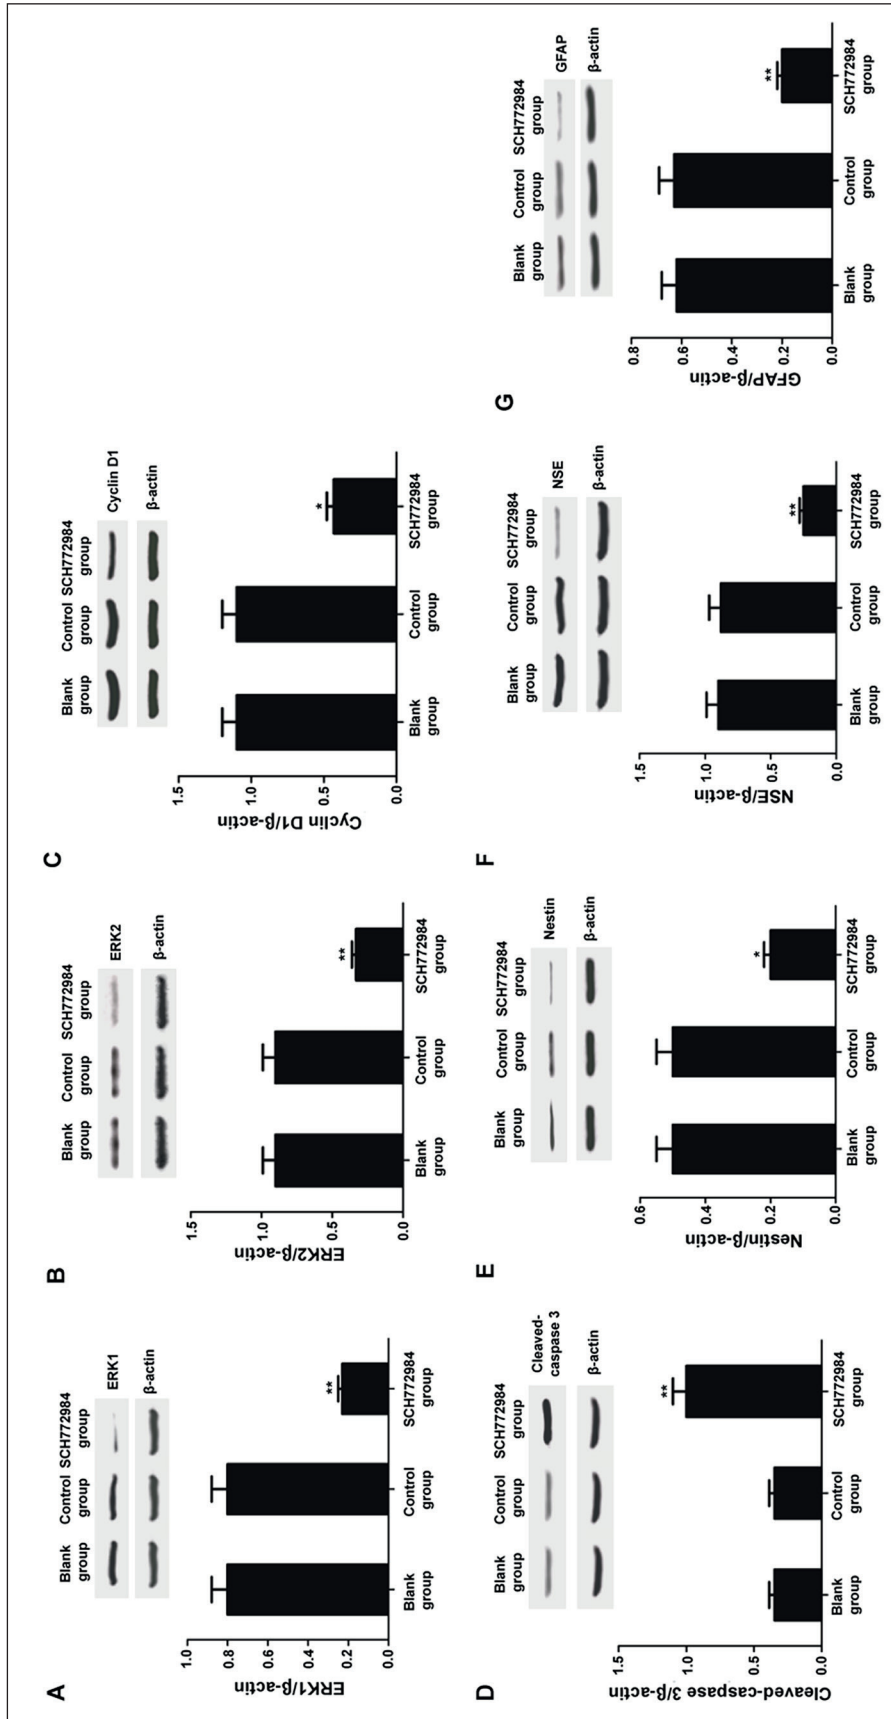 A
Blank
group
Control
group
SCH772984
group
ERK1
β-actin
ERK1/β-actin
1.0
0.8
0.6
0.4
0.2
0.0
**
Blank
group
Control
group
SCH772984
group
B
Blank
group
Control
group
SCH772984
group
ERK2
β-actin
ERK2/β-actin
1.5
1.0
0.5
0.0
**
Blank
group
Control
group
SCH772984
group
C
Blank
group
Control
group
SCH772984
group
Cyclin D1
β-actin
Cyclin D1/β-actin
1.5
1.0
0.5
0.0
*
Blank
group
Control
group
SCH772984
group
D
Blank
group
Control
group
SCH772984
group
Cleaved-
caspase 3
β-actin
Cleaved-caspase 3/β-actin
1.5
1.0
0.5
0.0
**
Blank
group
Control
group
SCH772984
group
E
Blank
group
Control
group
SCH772984
group
Nestin
β-actin
Nestin/β-actin
0.6
0.4
0.2
0.0
*
Blank
group
Control
group
SCH772984
group
F
Blank
group
Control
group
SCH772984
group
NSE
β-actin
NSE/β-actin
1.5
1.0
0.5
0.0
**
Blank
group
Control
group
SCH772984
group
G
Blank
group
Control
group
SCH772984
group
GFAP
β-actin
GFAP/β-actin
0.8
0.6
0.4
0.2
0.0
**
Blank
group
Control
group
SCH772984
group